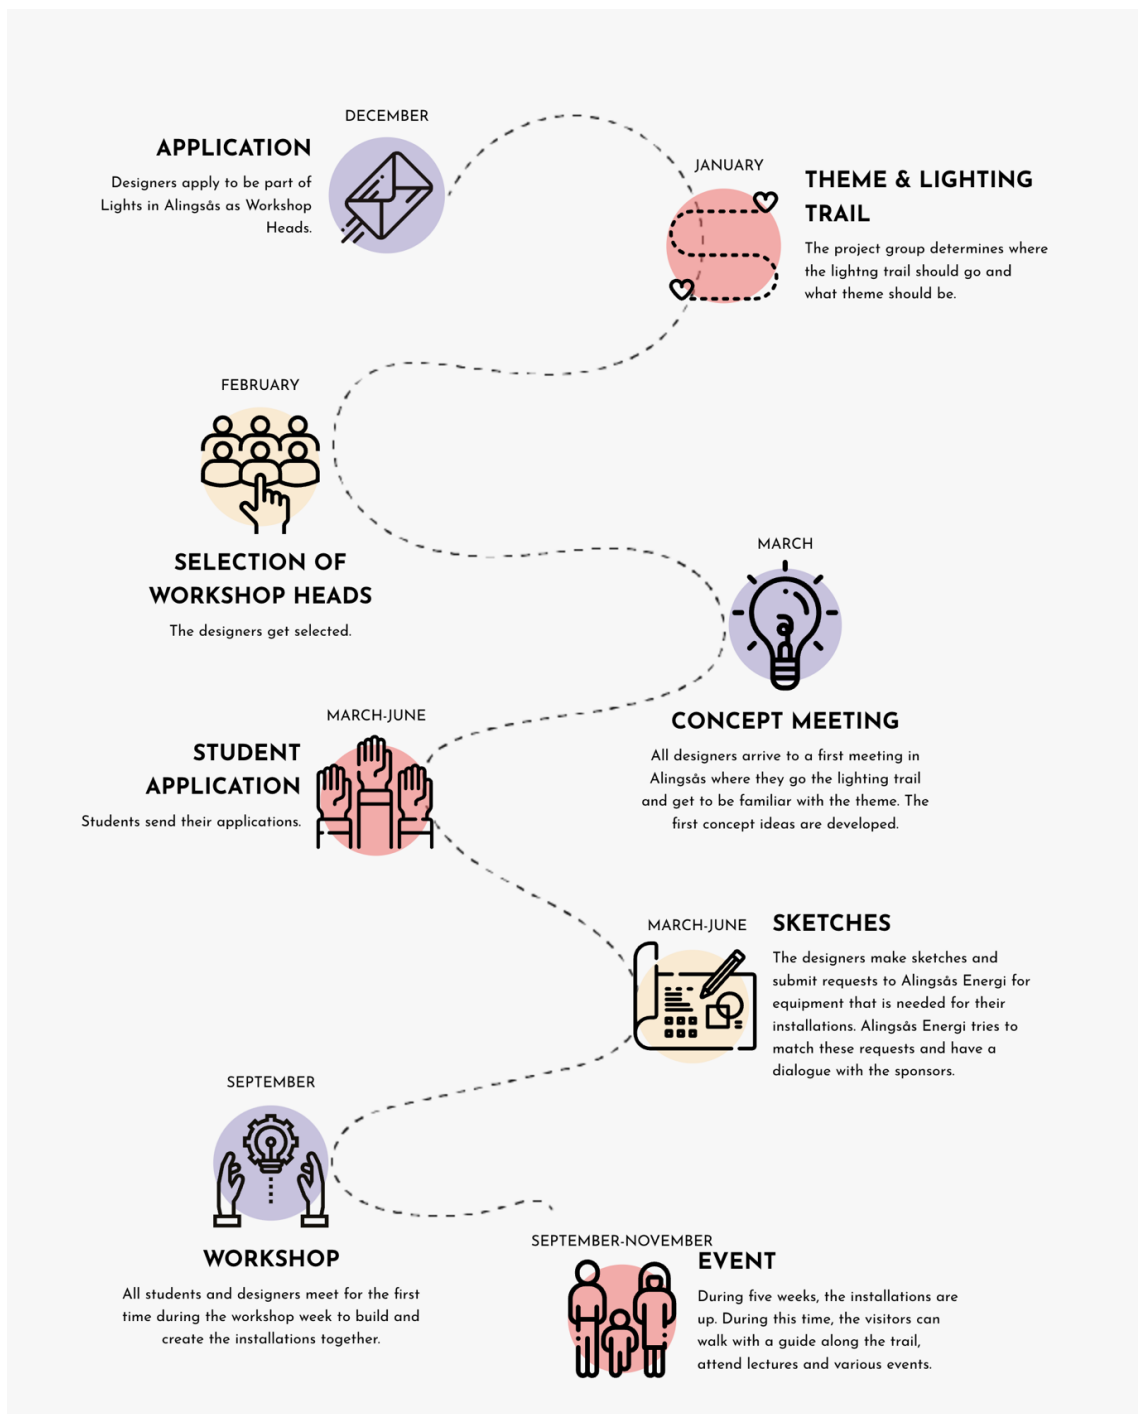 DECEMBER
APPLICATION
Designers apply to be part of
Lights in Alingsås as Workshop
Heads.
JANUARY
THEME & LIGHTING
TRAIL
The project group determines where
the lightng trail should go and
what theme should be.
FEBRUARY
SELECTION OF
WORKSHOP HEADS
The designers get selected.
MARCH
CONCEPT MEETING
All designers arrive to a first meeting in
Alingsås where they go the lighting trail
and get to be familiar with the theme. The
first concept ideas are developed.
MARCH-JUNE
STUDENT
APPLICATION
Students send their applications.
MARCH-JUNE
SKETCHES
The designers make sketches and
submit requests to Alingsås Energi for
equipment that is needed for their
installations. Alingsås Energi tries to
match these requests and have a
dialogue with the sponsors.
SEPTEMBER
WORKSHOP
All students and designers meet for the first
time during the workshop week to build and
create the installations together.
SEPTEMBER-NOVEMBER
EVENT
During five weeks, the installations are
up. During this time, the visitors can
walk with a guide along the trail,
attend lectures and various events.